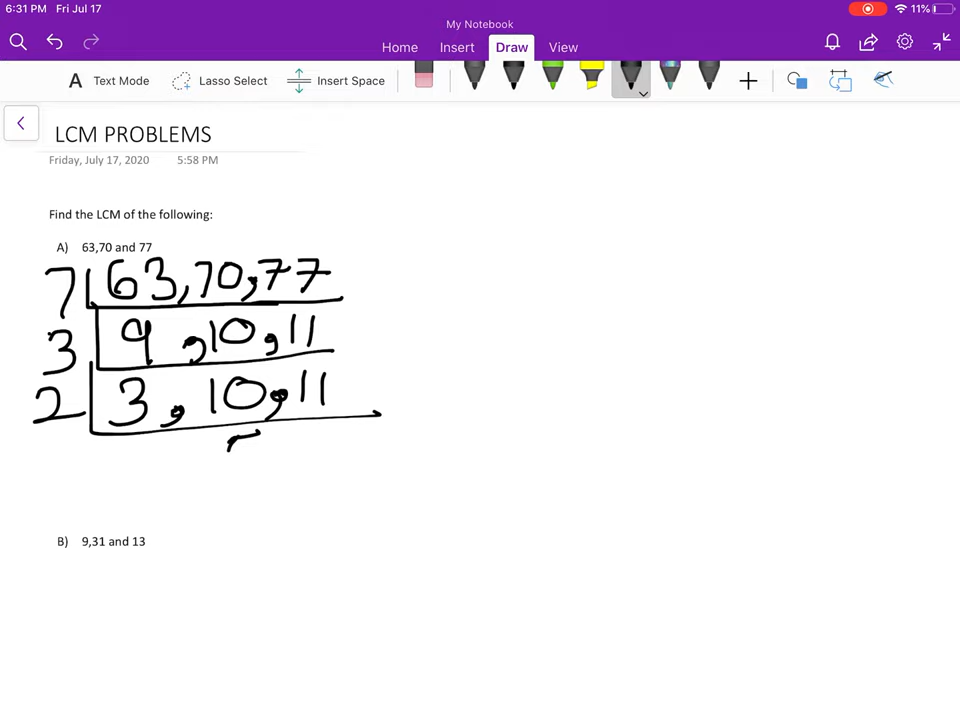 6:31 PM Fri Jul 17
11%
My Notebook
Home Insert Draw View
A Text Mode Lasso Select Insert Space
LCM PROBLEMS
Friday, July 17, 2020 5:58 PM
Find the LCM of the following:
A) 63,70 and 77
7 63,70,77
3 9,10,11
2 3,10,11
B) 9,31 and 13